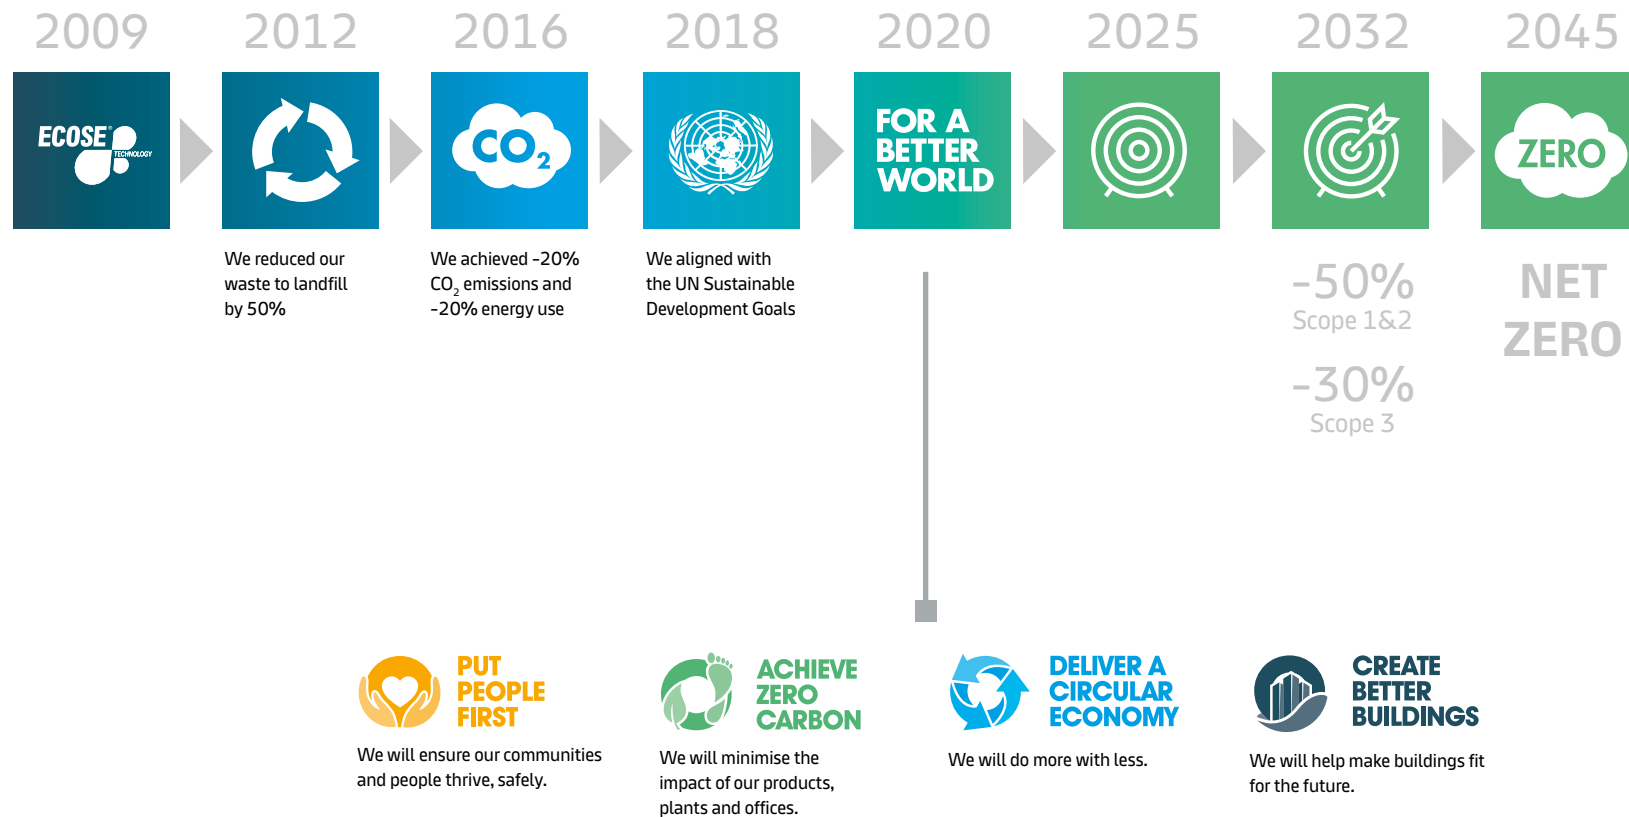 2009
2012
2016
2018
2020
2025
2032
2045
ECOSE®
TECHNOLOGY
CO2
FOR A
BETTER
WORLD
ZERO
We reduced our
waste to landfill
by 50%
We achieved -20%
CO2 emissions and
-20% energy use
We aligned with
the UN Sustainable
Development Goals
-50%
Scope 1&2
-30%
Scope 3
NET
ZERO
PUT
PEOPLE
FIRST
We will ensure our communities
and people thrive, safely.
ACHIEVE
ZERO
CARBON
We will minimise the
impact of our products,
plants and offices.
DELIVER A
CIRCULAR
ECONOMY
We will do more with less.
CREATE
BETTER
BUILDINGS
We will help make buildings fit
for the future.